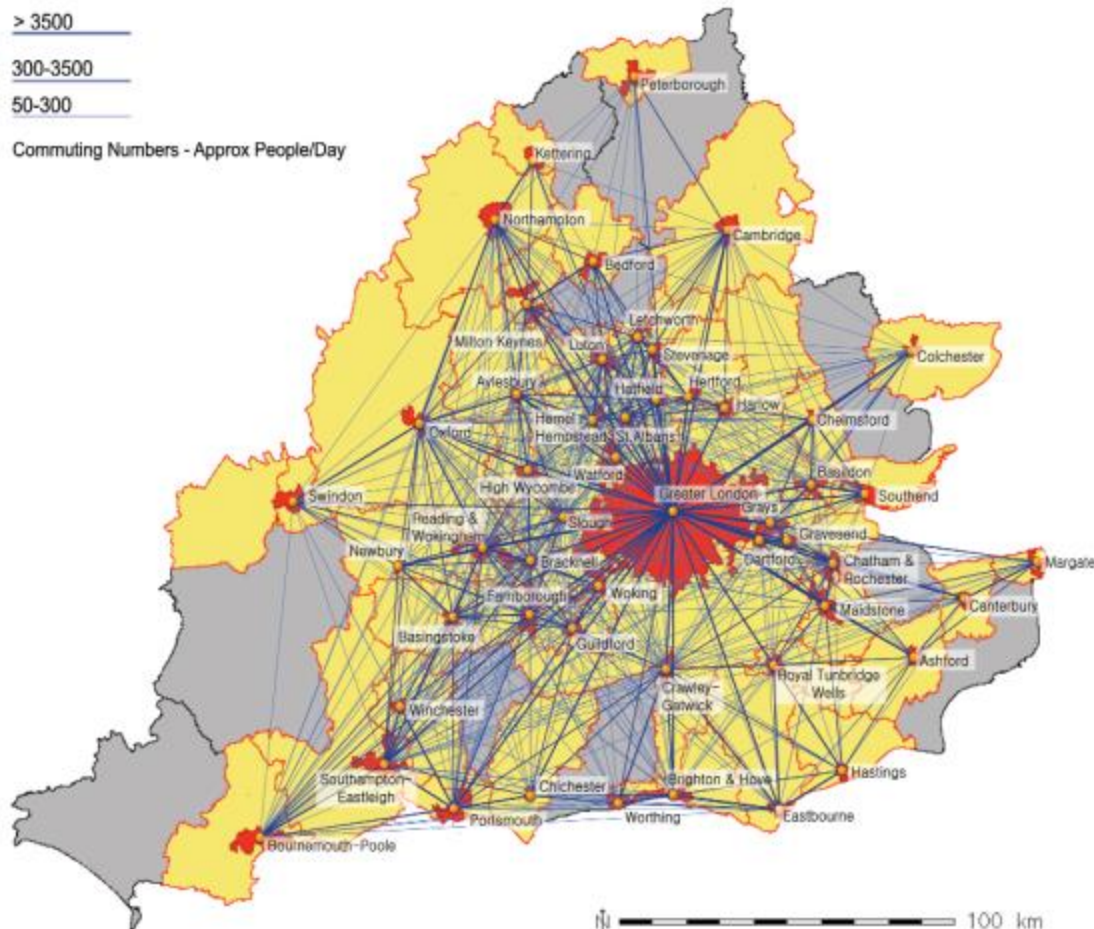 > 3500
300-3500
50-300
Commuting Numbers - Approx People/Day
Peterborough
Kettering
Northampton
Cambridge
Bedford
Letchworth
Milton Keynes
Luton
Stevenage
Colchester
Aylesbury
Hatfield
Hertford
Harlow
Hemel
Hempstead
St.Albans
Chelmsford
Oxford
Watford
Basildon
High Wycombe
Greater London
Southend
Swindon
Grays
Reading &
Wokingham
Slough
Gravesend
Newbury
Bracknell
Dartford
Chatham &
Rochester
Margate
Farnborough
Woking
Maidstone
Canterbury
Basingstoke
Guildford
Ashford
Royal Tunbridge
Wells
Crawley-
Gatwick
Winchester
Southampton-
Eastleigh
Chichester
Brighton & Hove
Hastings
Portsmouth
Worthing
Eastbourne
Bournemouth-Poole
N
100 km